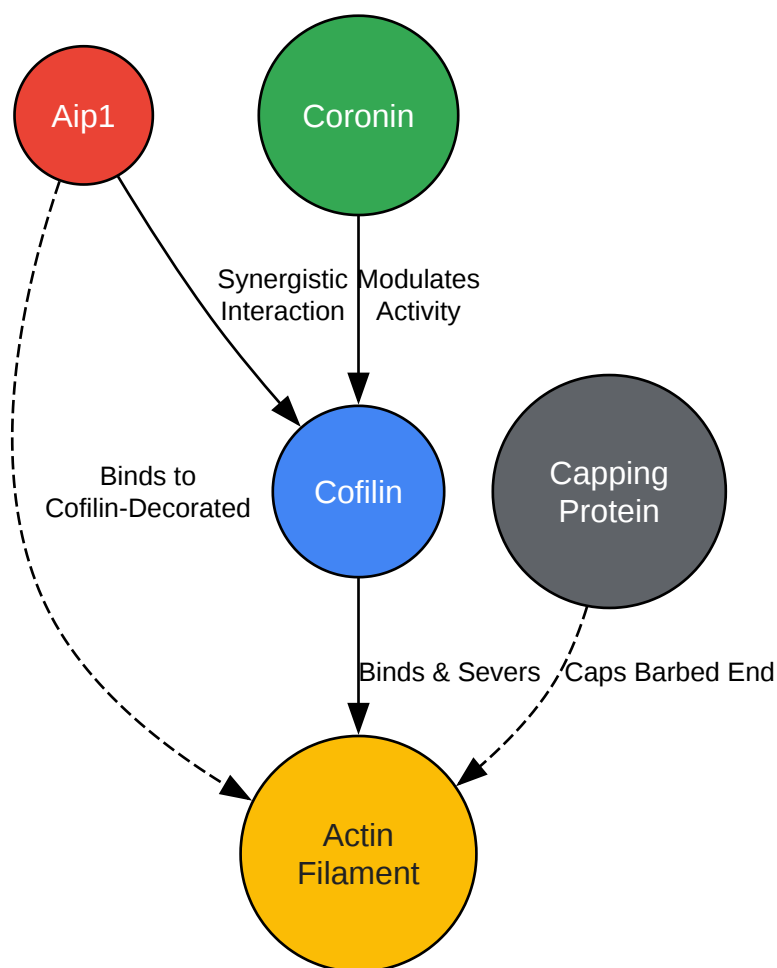 Aip1
Coronin
Synergistic
Interaction
Modulates
Activity
Binds to
Cofilin-Decorated
Cofilin
Capping
Protein
Binds & Severs
Caps Barbed End
Actin
Filament